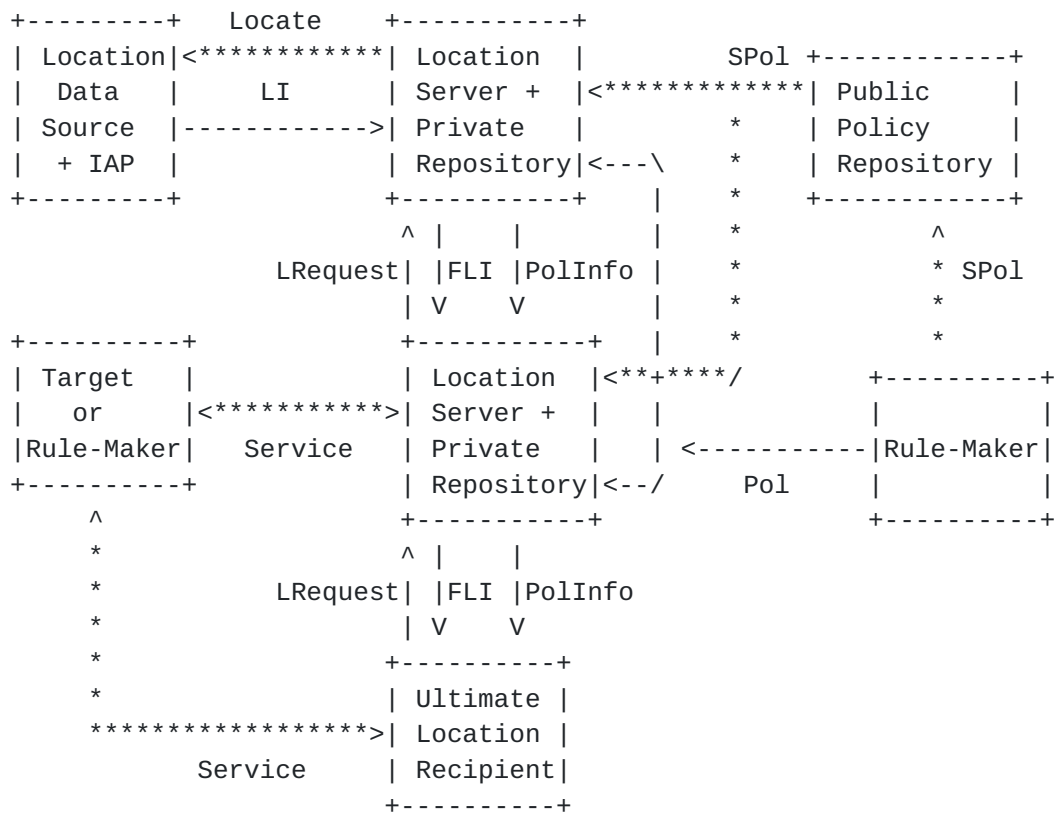 +---------+   Locate    +-----------+
| Location|<************| Location  |         SPol +------------+
|  Data   |     LI      | Server +  |<*************| Public     |
| Source  |------------>| Private   |         *    | Policy     |
|  + IAP  |             | Repository|<---\    *    | Repository |
+---------+             +-----------+    |    *    +------------+
                         ^ |    |        |    *            ^
                 LRequest| |FLI |PolInfo |    *            * SPol
                         | V    V        |    *            *
+----------+             +-----------+   |    *            *
| Target   |             | Location  |<**+****/        +----------+
|   or     |<***********>| Server +  |   |             |          |
|Rule-Maker|   Service   | Private   |   | <-----------|Rule-Maker|
+----------+             | Repository|<--/     Pol     |          |
     ^                   +-----------+                 +----------+
     *                   ^ |    |
     *           LRequest| |FLI |PolInfo
     *                   | V    V
     *                  +----------+
     *                  | Ultimate |
     ******************>| Location |
            Service     | Recipient|
                        +----------+